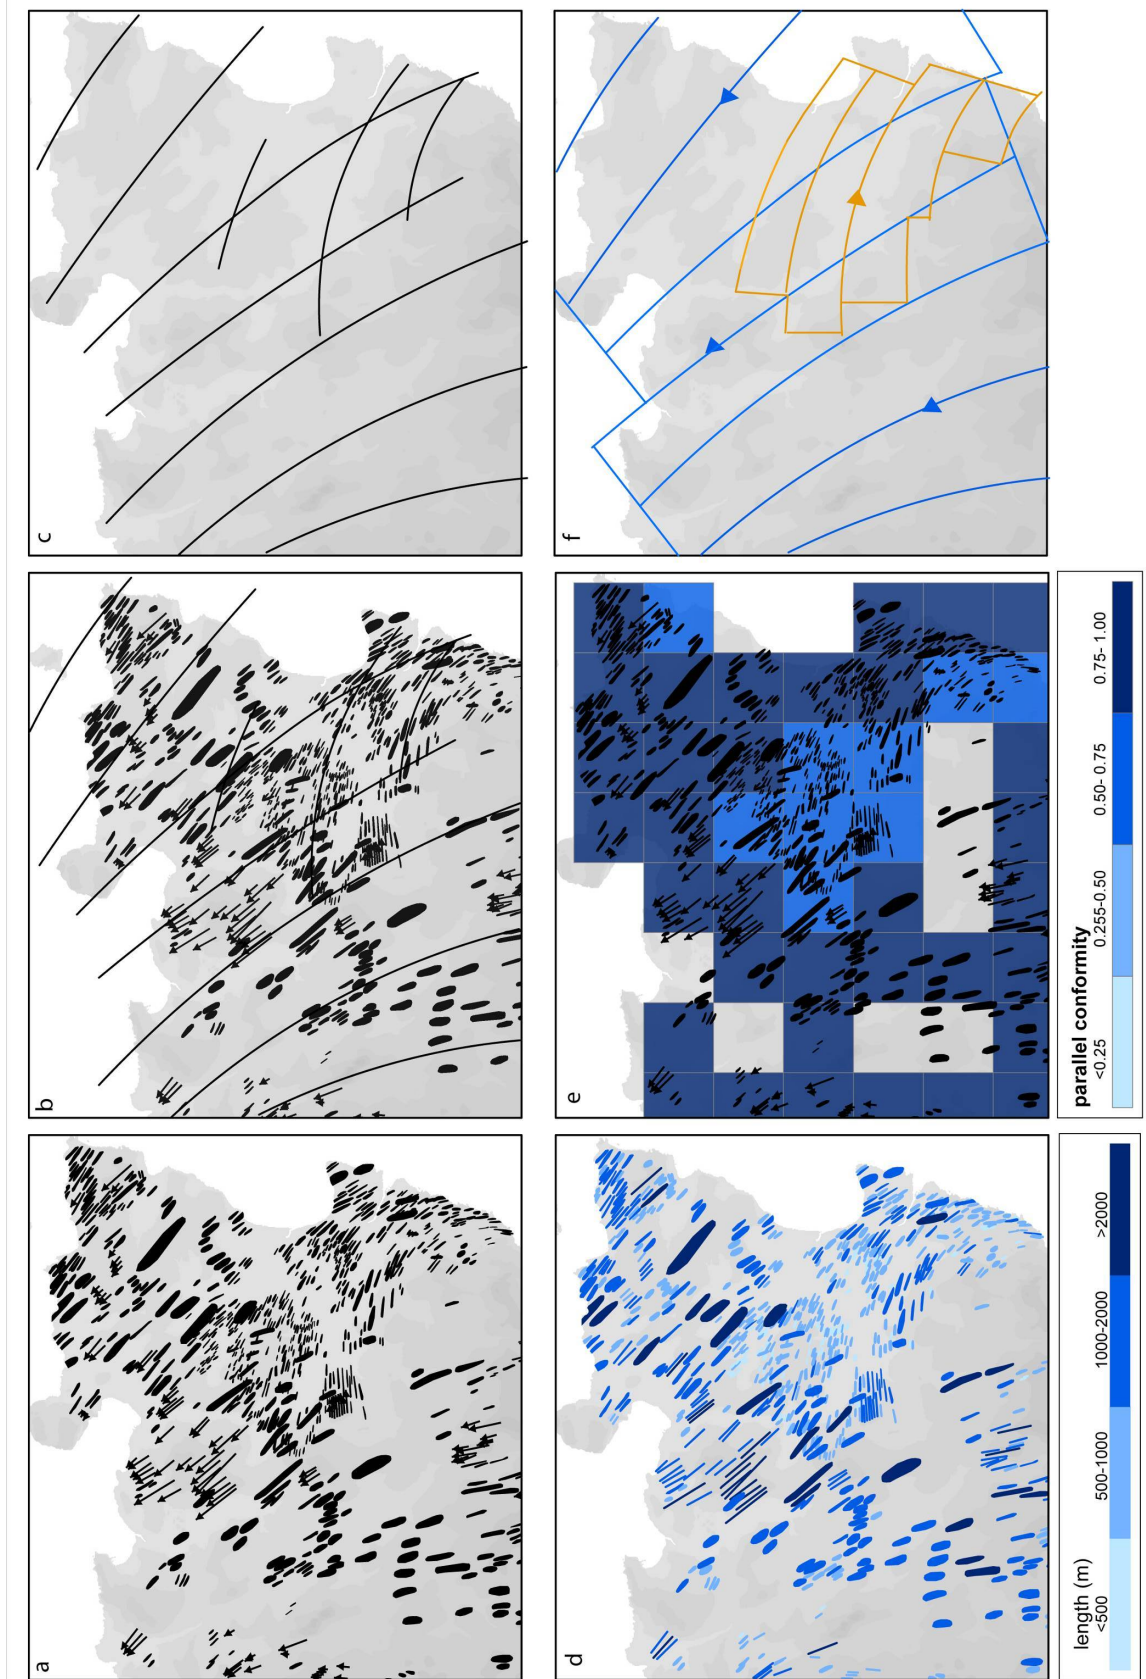 a
b
c
d
e
f
length (m)
<500
500-1000
1000-2000
>2000
parallel conformity
<0.25
0.255-0.50
0.50- 0.75
0.75- 1.00